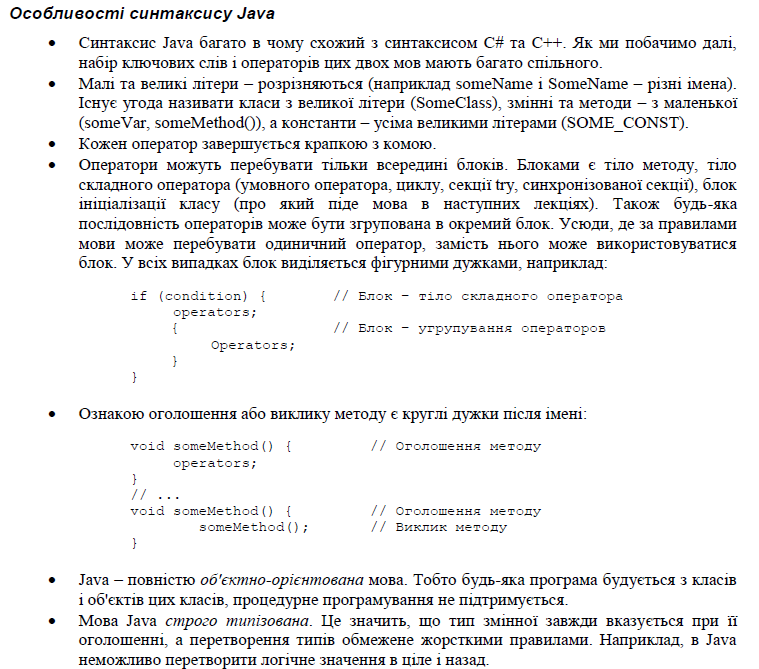 Особливості синтаксису Java
• Синтаксис Java багато в чому схожий з синтаксисом C# та C++. Як ми побачимо далі,
набір ключових слів і операторів цих двох мов мають багато спільного.
• Малі та великі літери – розрізняються (наприклад someName і SomeName – різні імена).
Існує угода називати класи з великої літери (SomeClass), змінні та методи – з маленької
(someVar, someMethod()), а константи – усіма великими літерами (SOME_CONST).
• Кожен оператор завершується крапкою з комою.
• Оператори можуть перебувати тільки всередині блоків. Блоками є тіло методу, тіло
складного оператора (умовного оператора, циклу, секції try, синхронізованої секції), блок
ініціалізації класу (про який піде мова в наступних лекціях). Також будь-яка
послідовність операторів може бути згрупована в окремий блок. Усюди, де за правилами
мови може перебувати одиничний оператор, замість нього може використовуватися
блок. У всіх випадках блок виділяється фігурними дужками, наприклад:
if (condition) { // Блок – тіло складного оператора
operators;
{ // Блок – угрупування операторов
Operators;
}
}
• Ознакою оголошення або виклику методу є круглі дужки після імені:
void someMethod() { // Оголошення методу
operators;
}
// ...
void someMethod() { // Оголошення методу
someMethod(); // Виклик методу
}
• Java – повністю об'єктно-орієнтована мова. Тобто будь-яка програма будується з класів
і об'єктів цих класів, процедурне програмування не підтримується.
• Мова Java строго типізована. Це значить, що тип змінної завжди вказується при її
оголошенні, а перетворення типів обмежене жорсткими правилами. Наприклад, в Java
неможливо перетворити логічне значення в ціле і назад.